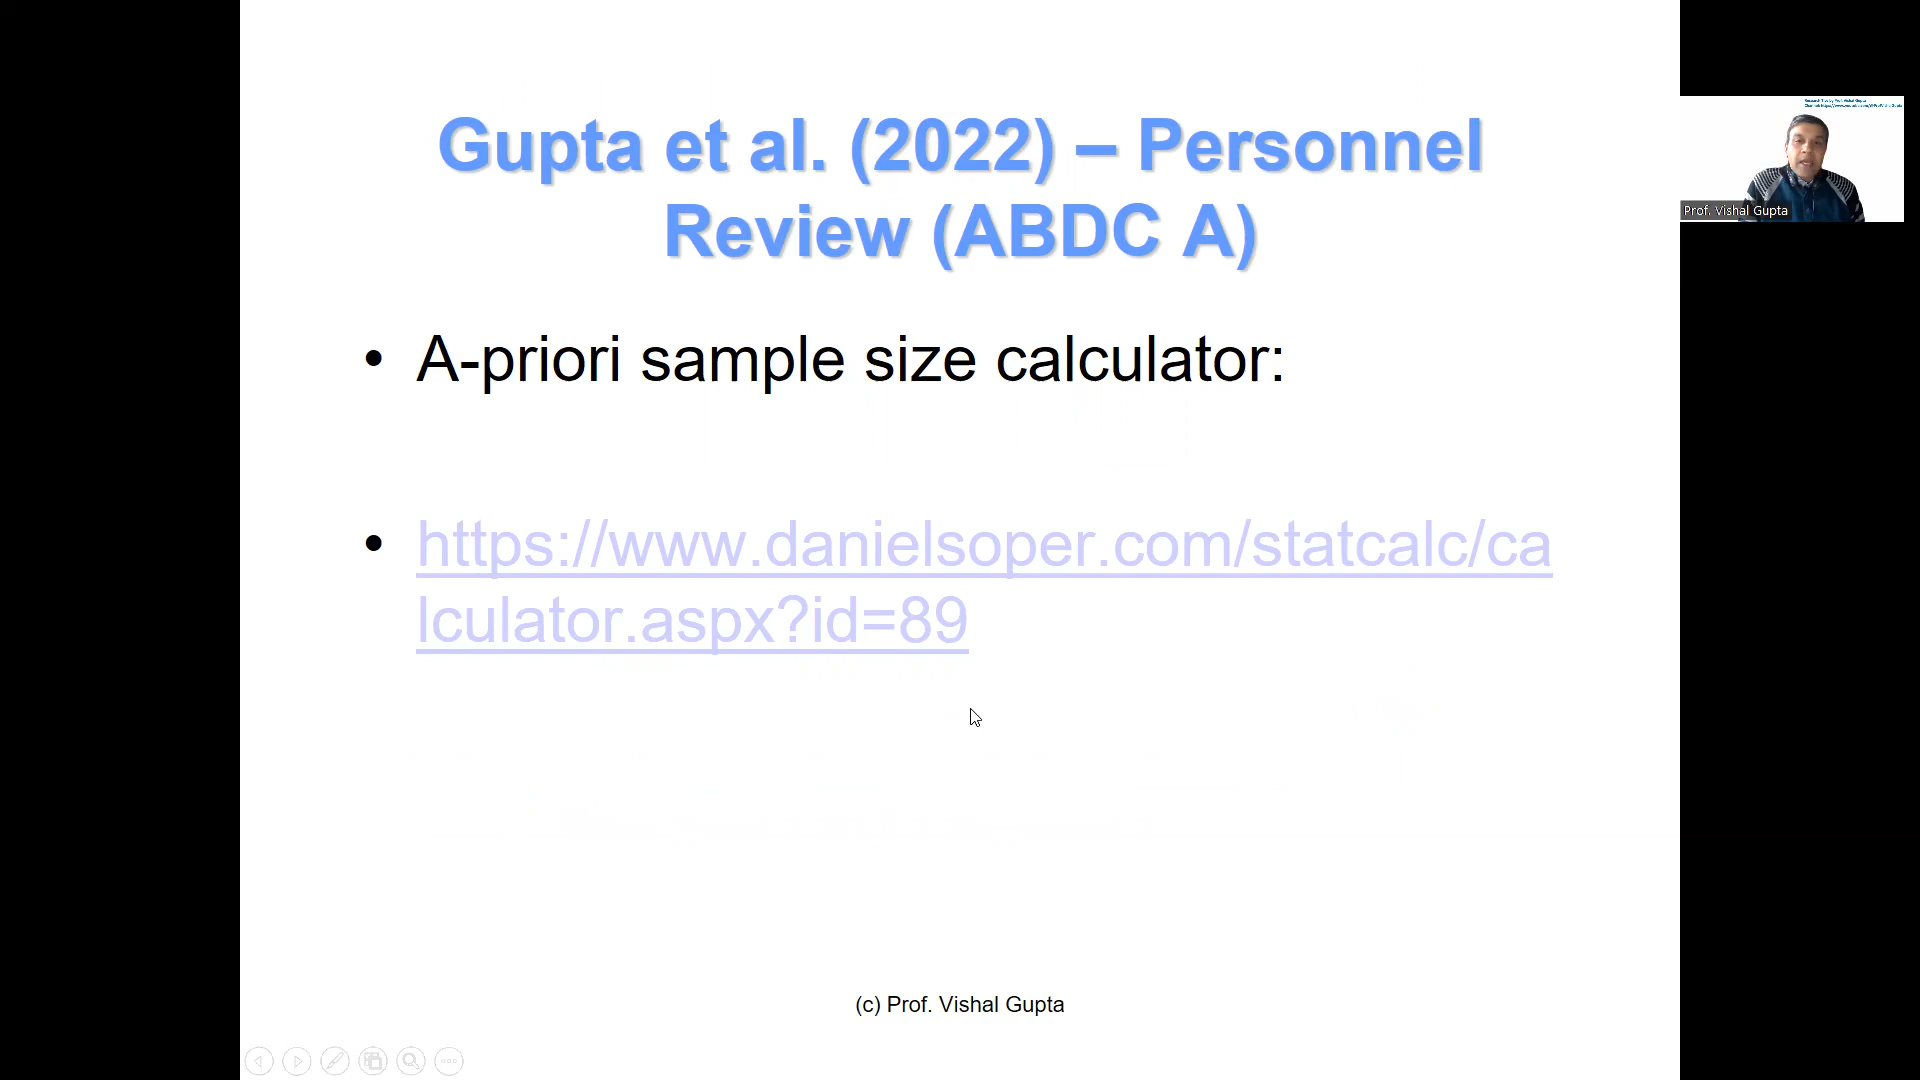 Gupta et al. (2022) – Personnel
Review (ABDC A)
• A-priori sample size calculator:
• https://www.danielsoper.com/statcalc/ca
lculator.aspx?id=89
(c) Prof. Vishal Gupta
Prof. Vishal Gupta